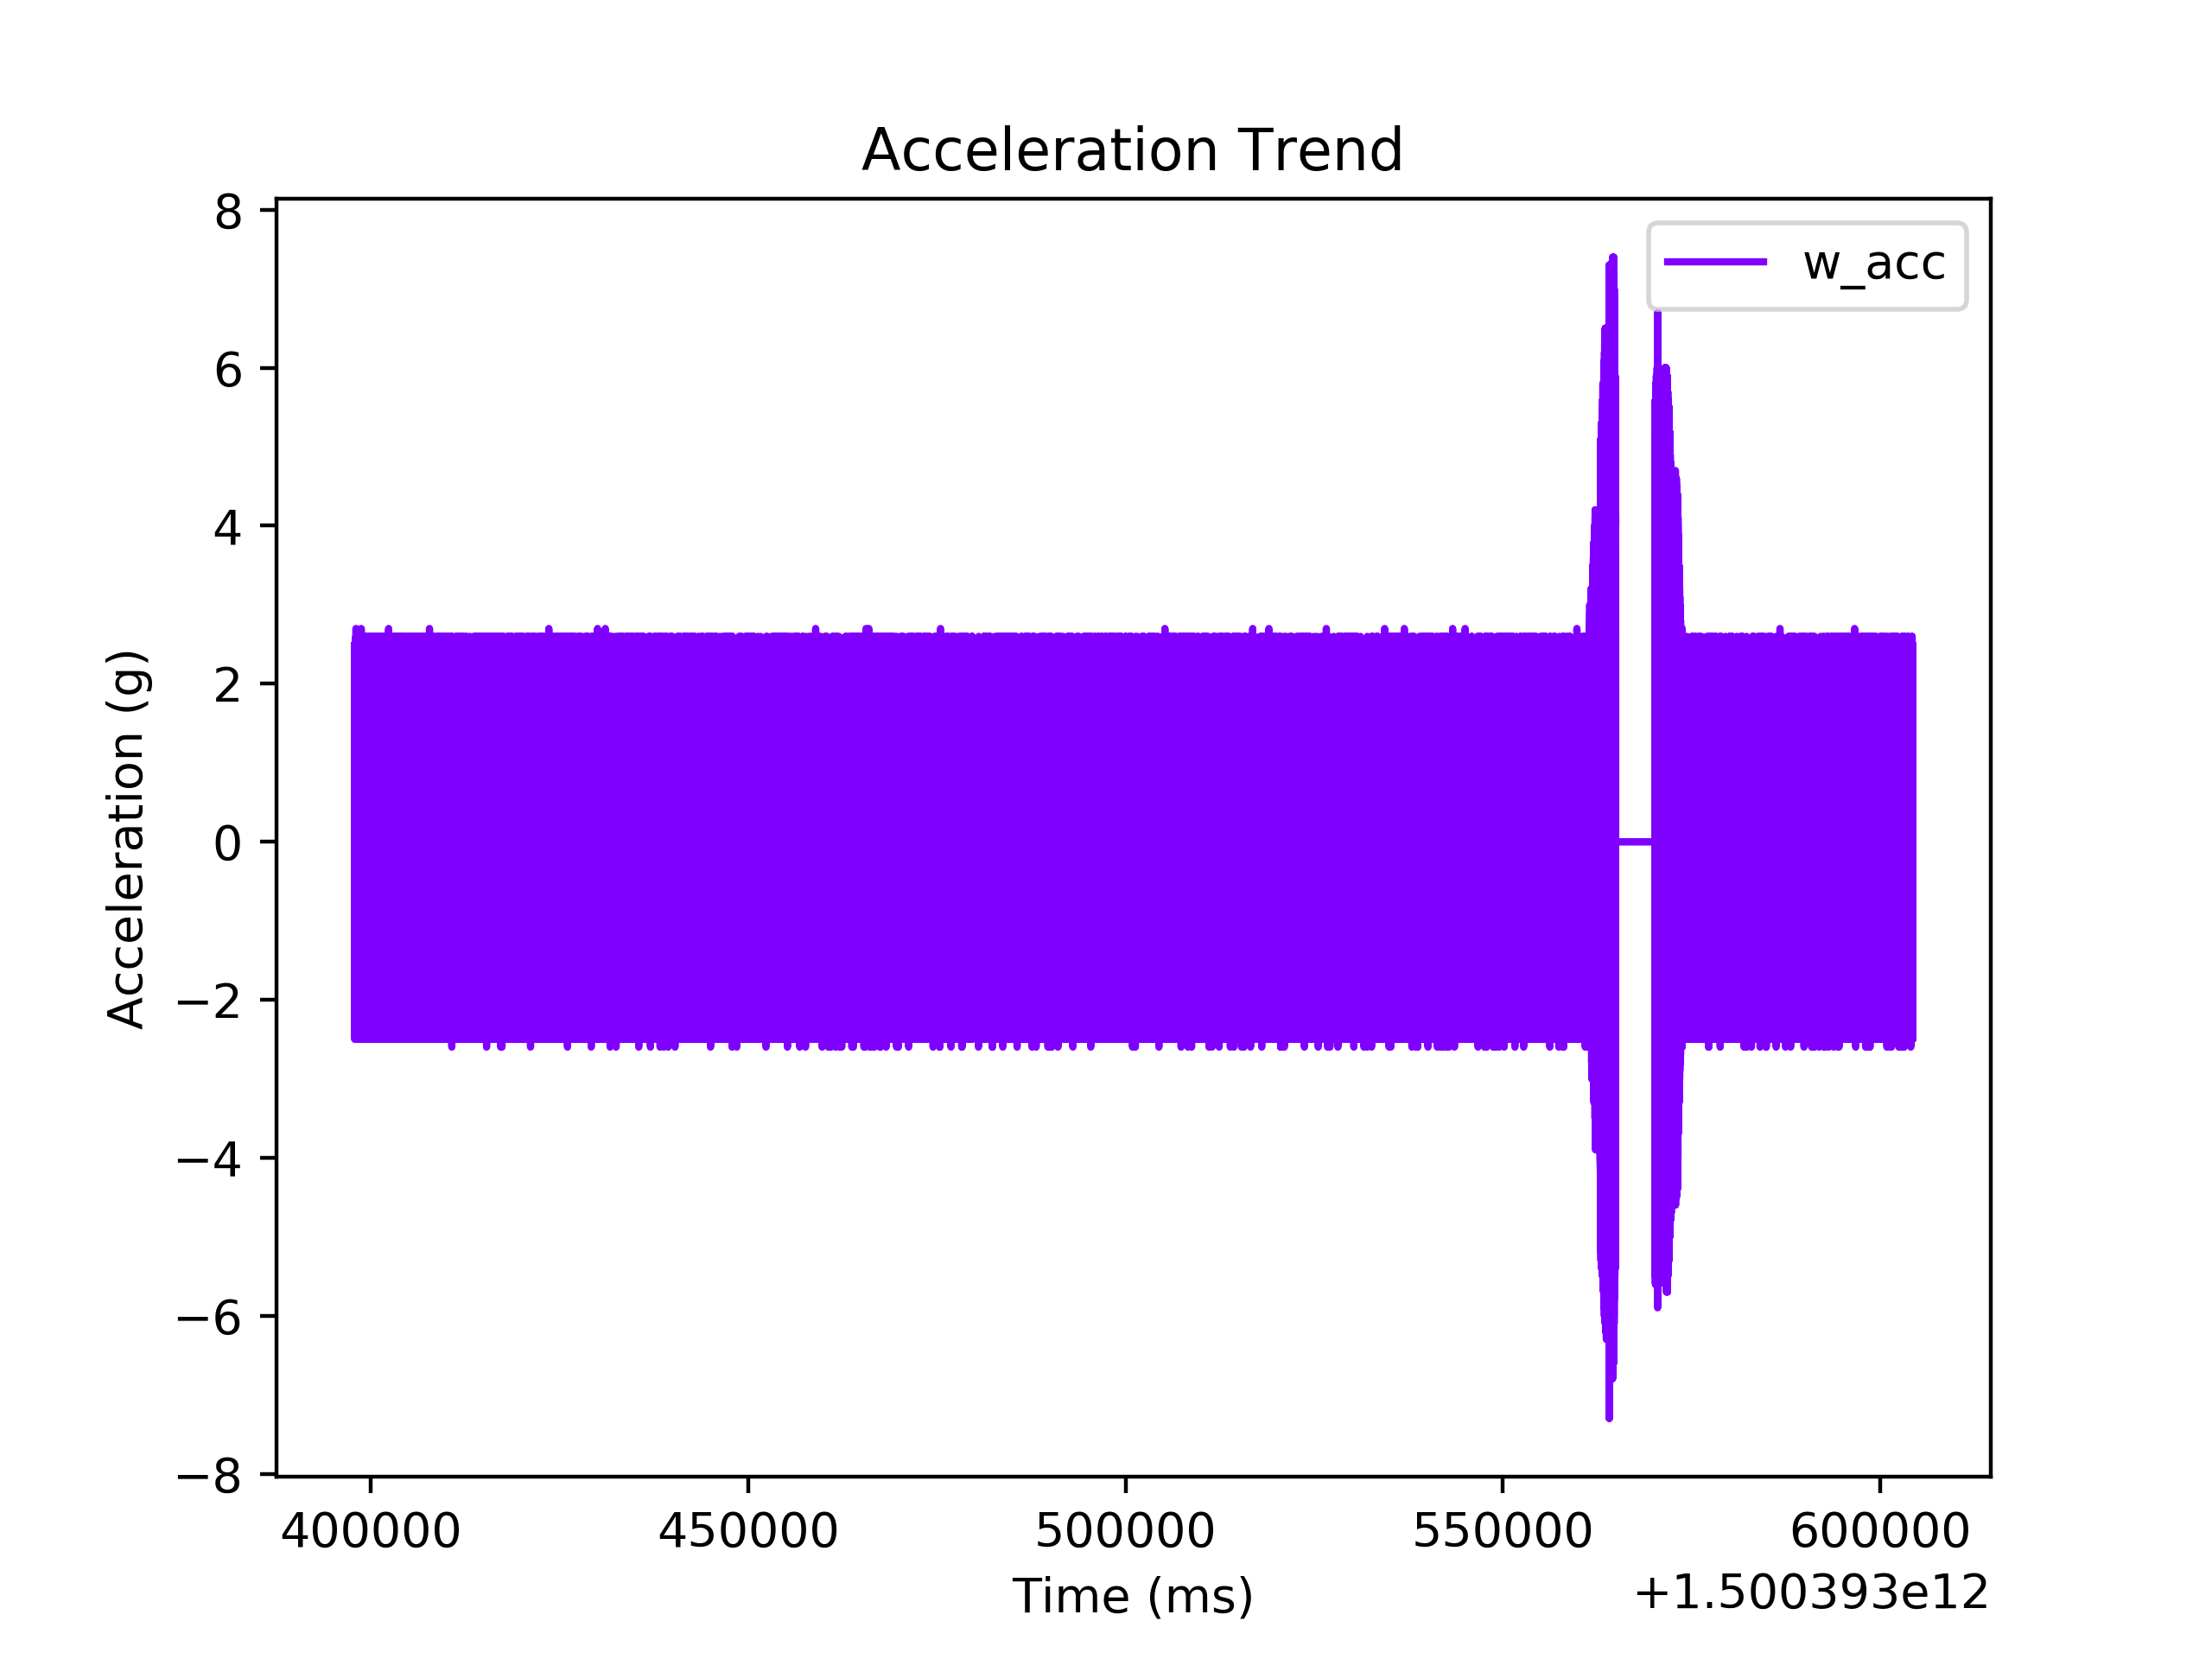 Acceleration Trend
w_acc
8
6
4
2
0
−2
−4
−6
−8
Acceleration (g)
400000 450000 500000 550000 600000
Time (ms)
+1.500393e12